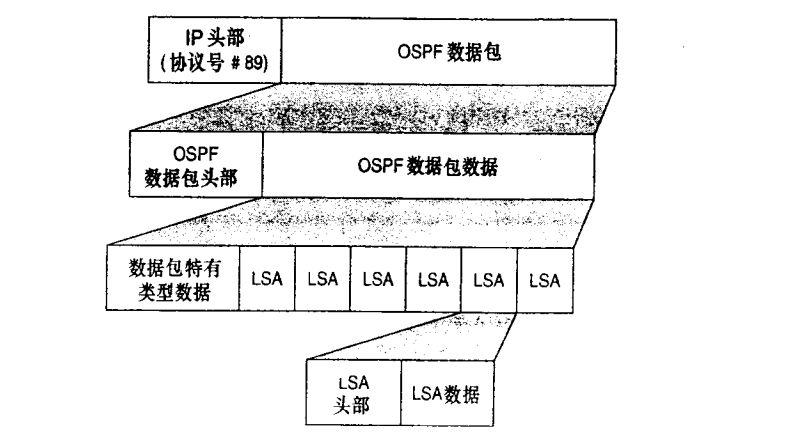 IP 头部
(协议号 # 89)
OSPF 数据包
OSPF
数据包头部
OSPF 数据包数据
数据包特有
类型数据
LSA
LSA
LSA
LSA
LSA
LSA
LSA
头部
LSA 数据